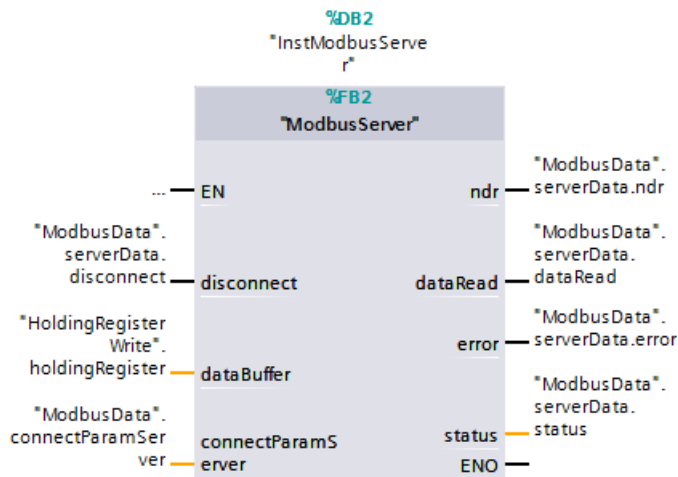 %DB2
"InstModbusServe
r"
%FB2
"ModbusServer"
... EN
ndr
"ModbusData".
serverData.ndr
"ModbusData".
serverData.
disconnect
disconnect
dataRead
"ModbusData".
serverData.
dataRead
"HoldingRegister
Write".
holdingRegister
dataBuffer
error
"ModbusData".
serverData.error
"ModbusData".
connectParamSer
ver
connectParamS
erver
status
"ModbusData".
serverData.
status
ENO